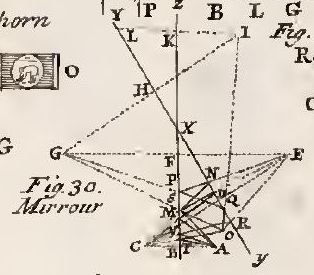 Y P Z B L G
horn
L K I Fig.
O
H
X
G G F E
Fig. 30. P N
Mirrour S Q
M R
C B T A O y